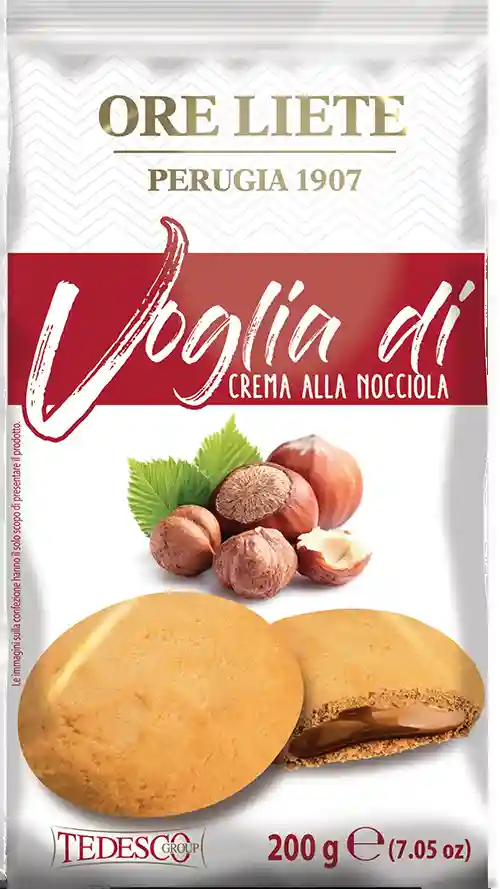 ORE LIETE
PERUGIA 1907
Voglia di
CREMA ALLA NOCCIOLA
Le immagini sulla confezione hanno il solo scopo di presentare il prodotto.
TEDESCO
GROUP
200 g e (7.05 oz)